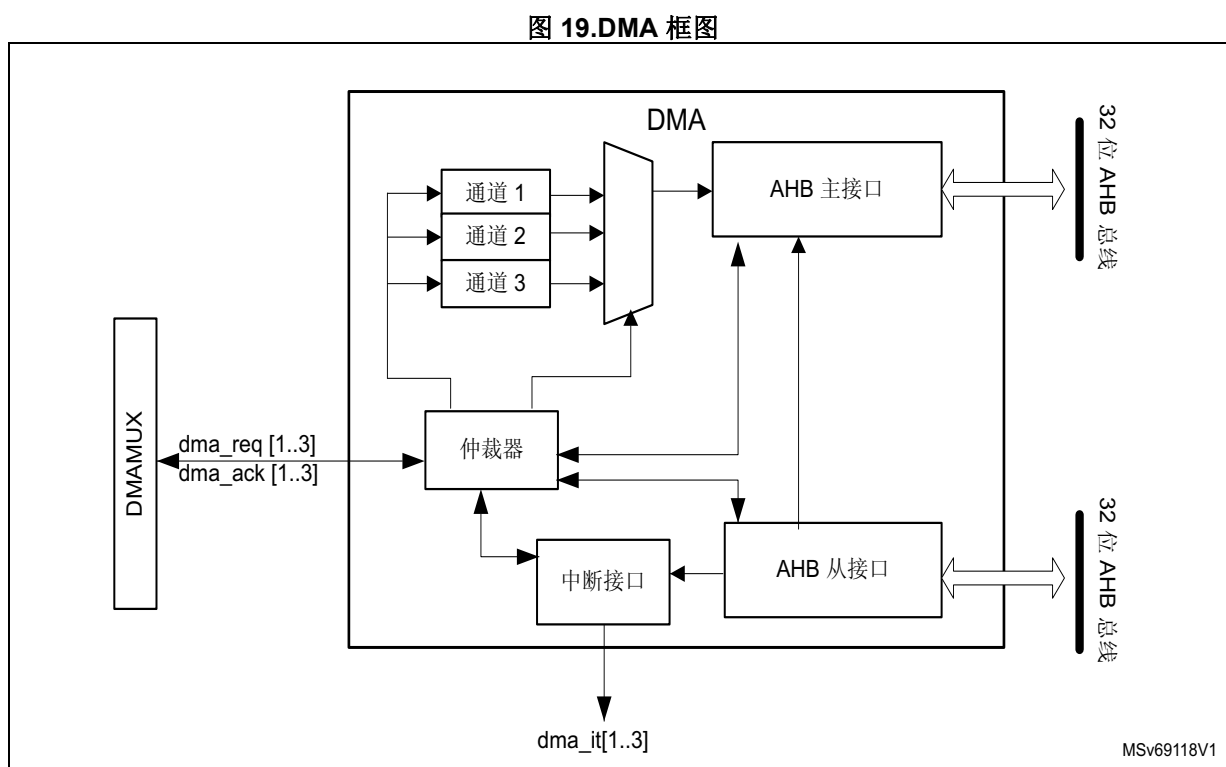 图 19.DMA 框图
DMA
通道 1
通道 2
通道 3
AHB 主接口
32 位 AHB 总线
DMAMUX
dma_req [1..3]
dma_ack [1..3]
仲裁器
中断接口
AHB 从接口
32 位 AHB 总线
dma_it[1..3]
MSv69118V1